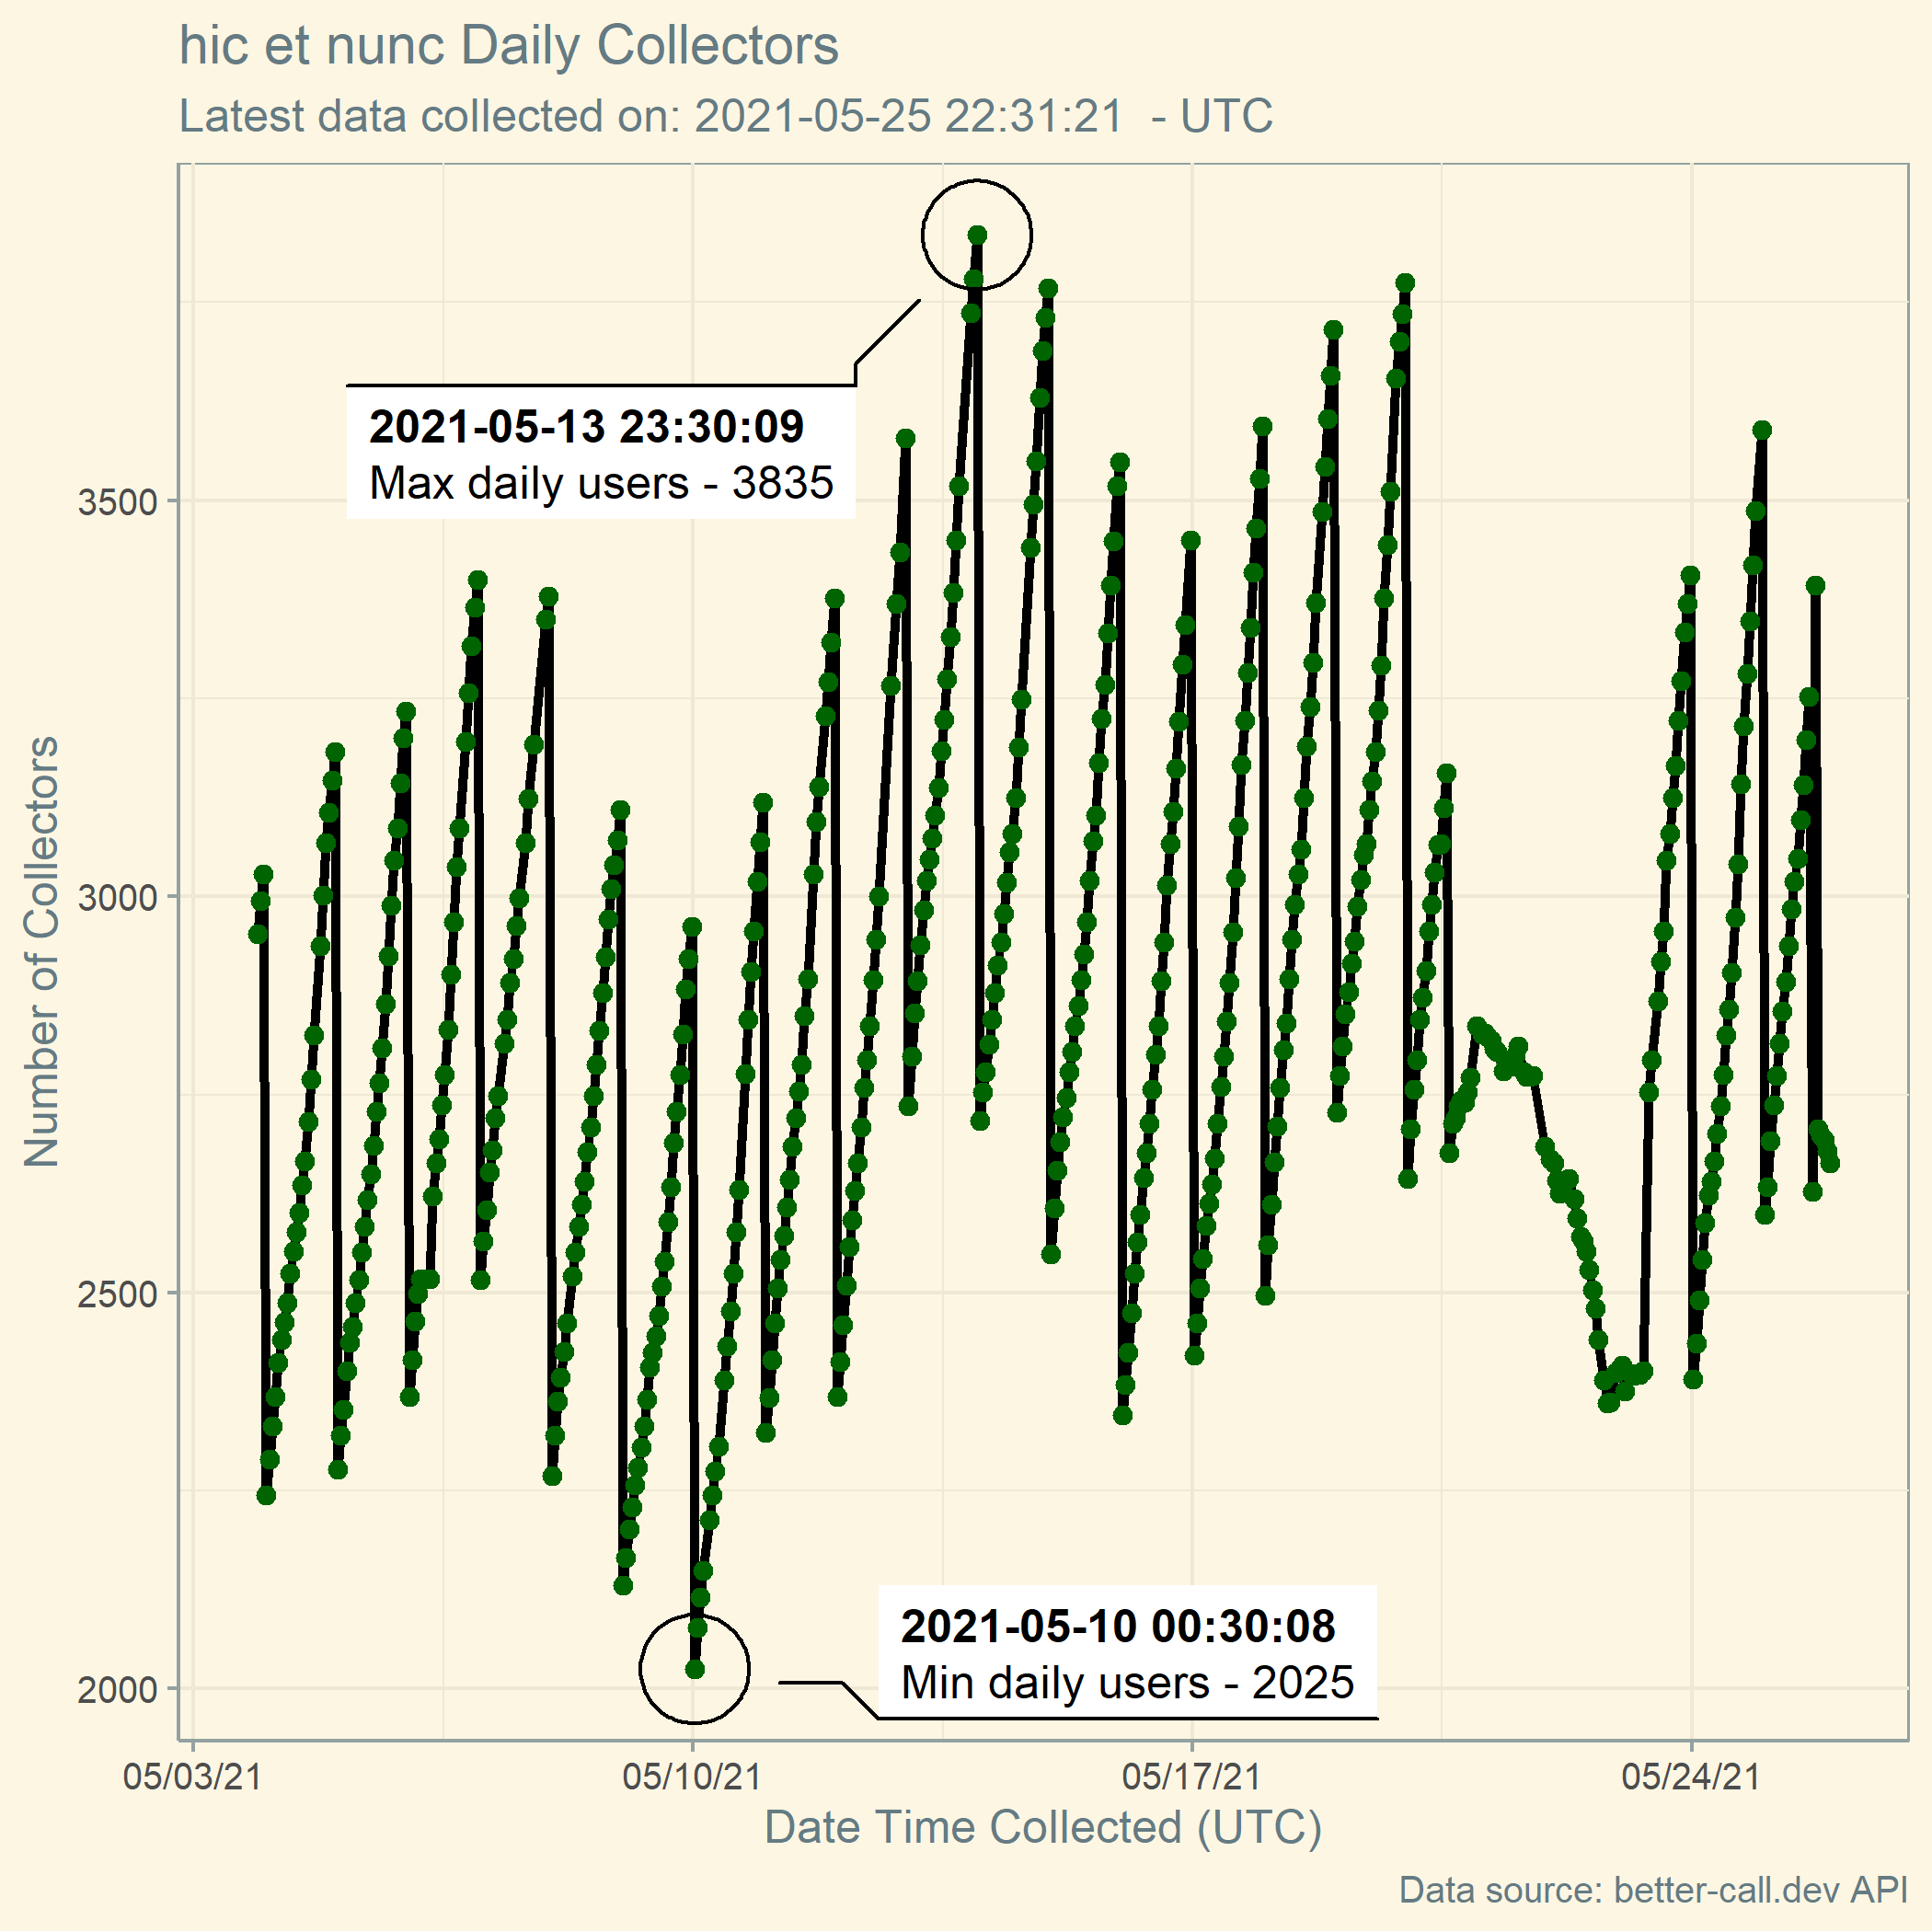 hic et nunc Daily Collectors
Latest data collected on: 2021-05-25 22:31:21  - UTC
2021-05-13 23:30:09
Max daily users - 3835
3500
3000
2500
2000
Number of Collectors
2021-05-10 00:30:08
Min daily users - 2025
05/03/21
05/10/21
05/17/21
05/24/21
Date Time Collected (UTC)
Data source: better-call.dev API